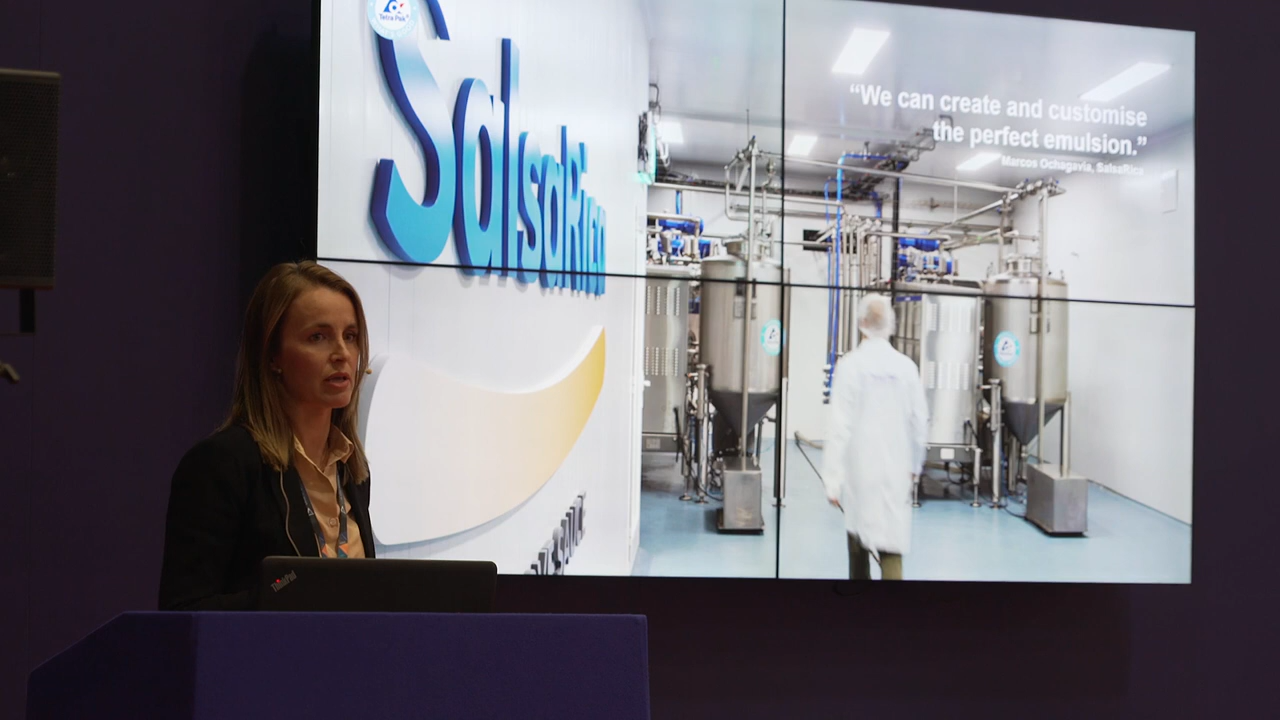 Tetra Pak
SalsaRica
“We can create and customise
the perfect emulsion.”
Marcos Ochagavia, SalsaRica
ThinkPad